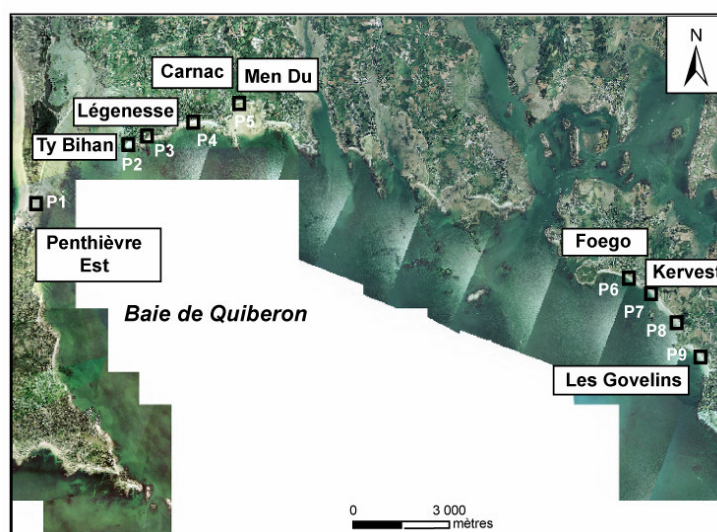 N
Carnac
Men Du
Légenesse
P5
P4
Ty Bihan
P3
P2
P1
Penthièvre
Est
Foego
P6
Kervest
P7
Baie de Quiberon
P8
P9
Les Govelins
0 3 000
mètres